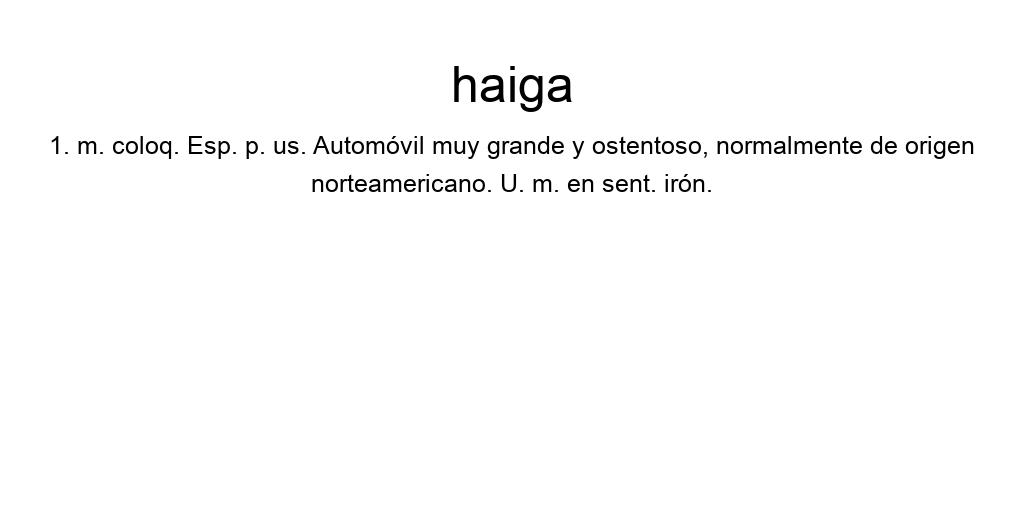 haiga
1. m. coloq. Esp. p. us. Automóvil muy grande y ostentoso, normalmente de origen
norteamericano. U. m. en sent. irón.